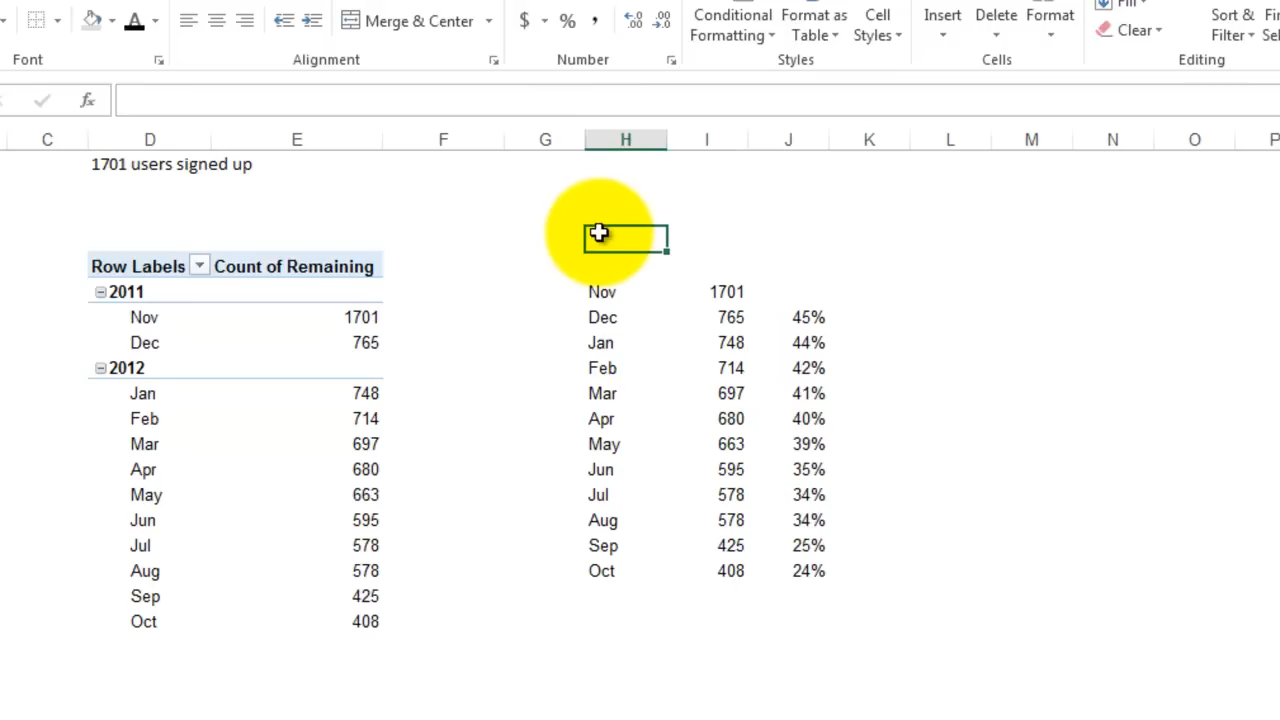 Merge & Center
$ % ,
Conditional Formatting
Format as Table
Cell Styles
Insert
Delete
Format
Clear
Sort & Filter
Font
Alignment
Number
Styles
Cells
Editing
fx
C D E F G H I J K L M N O P
1701 users signed up
Row Labels Count of Remaining
2011 Nov 1701
Nov 1701 Dec 765 45%
Dec 765 Jan 748 44%
2012 Feb 714 42%
Jan 748 Mar 697 41%
Feb 714 Apr 680 40%
Mar 697 May 663 39%
Apr 680 Jun 595 35%
May 663 Jul 578 34%
Jun 595 Aug 578 34%
Jul 578 Sep 425 25%
Aug 578 Oct 408 24%
Sep 425
Oct 408